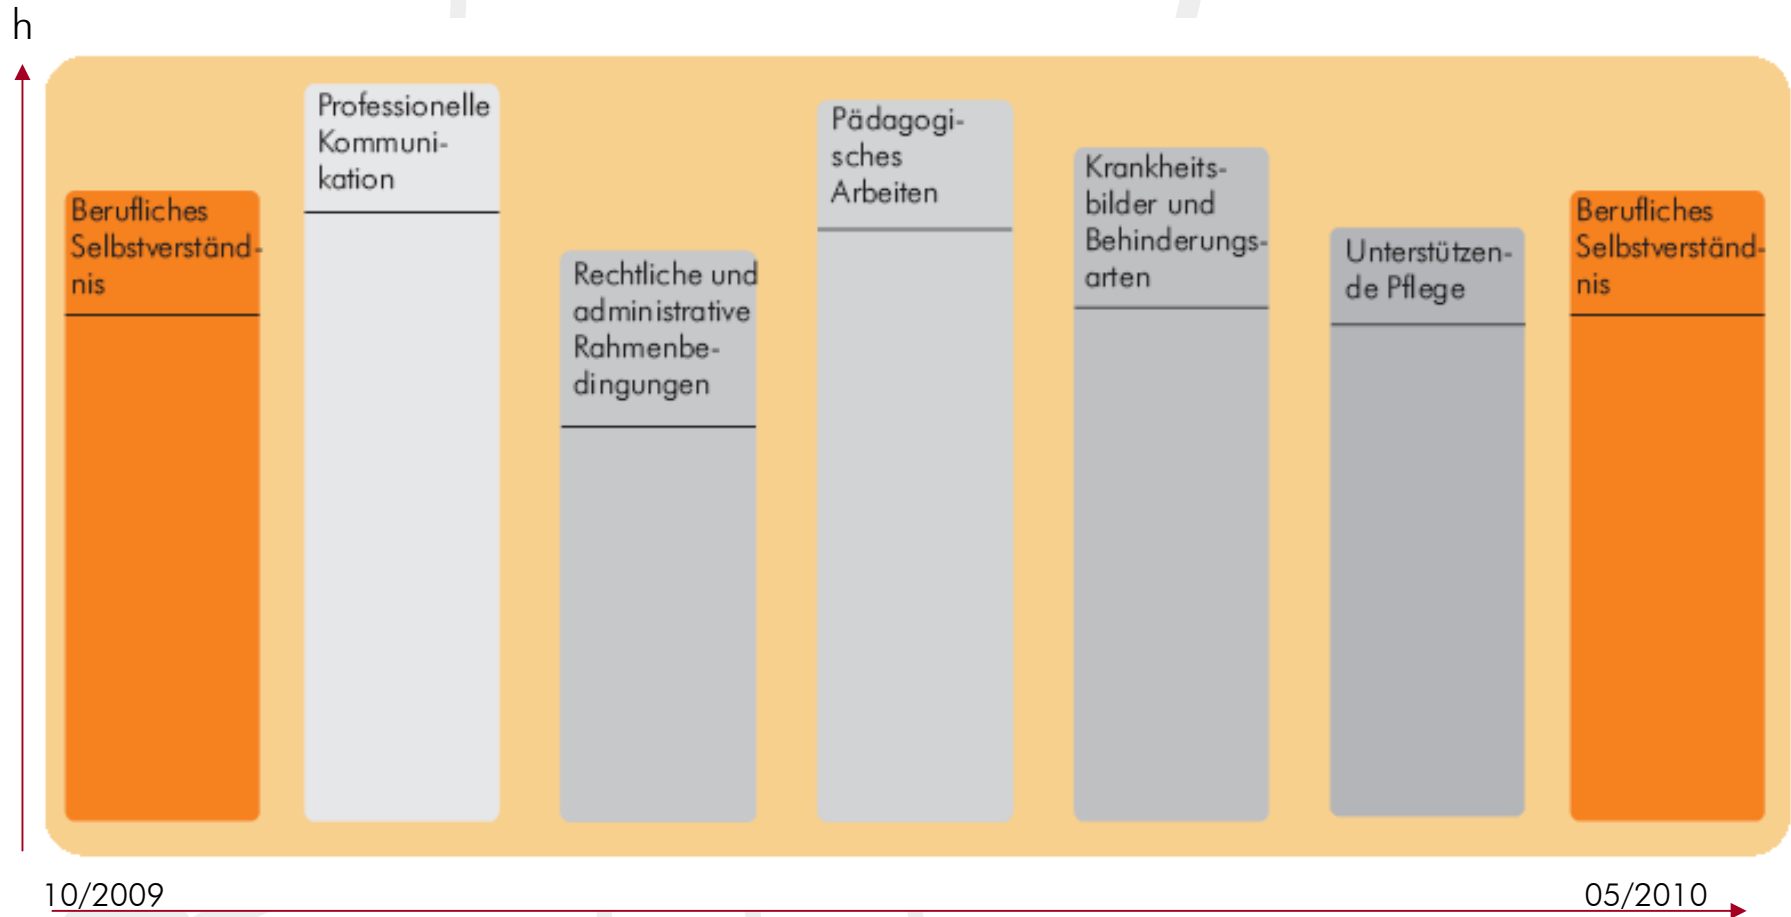 h
Berufliches
Selbstverständ-
nis
Professionelle
Kommuni-
kation
Rechtliche und
administrative
Rahmenbe-
dingungen
Pädagogi-
sches
Arbeiten
Krankheits-
bilder und
Behinderungs-
arten
Unterstützen-
de Pflege
Berufliches
Selbstverständ-
nis
10/2009
05/2010